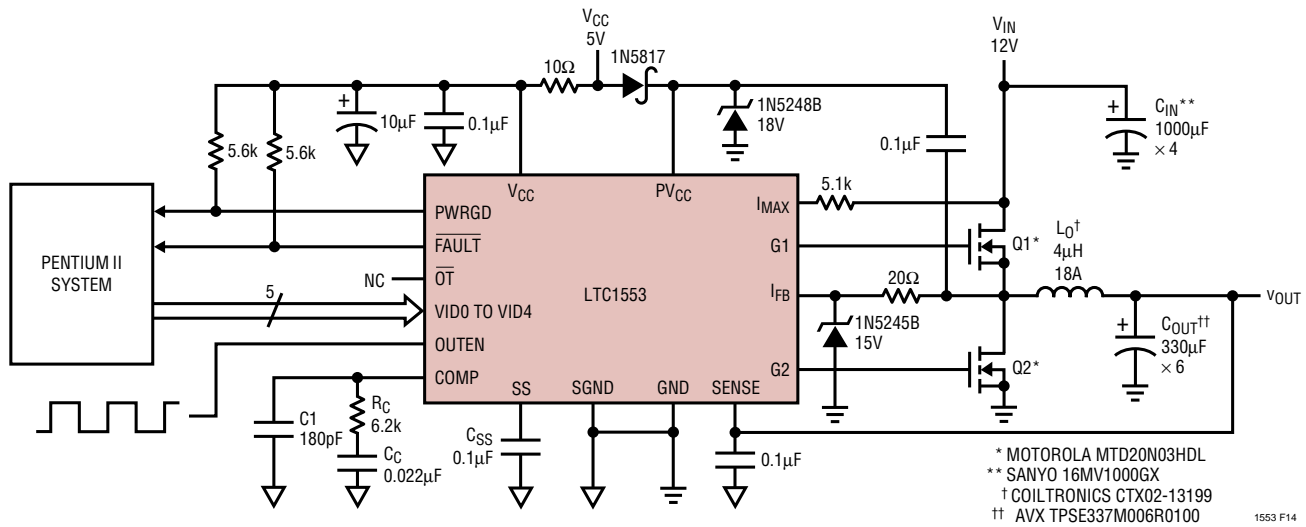 VCC
5V
VIN
12V
10Ω
1N5817
+
10µF
0.1µF
1N5248B
18V
0.1µF
+
CIN**
1000µF
× 4
5.6k
5.6k
VCC
PVCC
5.1k
IMAX
PWRGD
G1
Q1*
LO†
4µH
18A
FAULT
PENTIUM II
SYSTEM
NC
OT
LTC1553
IFB
20Ω
vOUT
5
VID0 TO VID4
1N5245B
15V
+
COUT††
330µF
× 6
OUTEN
G2
Q2*
COMP
SS
SGND
GND
SENSE
C1
180pF
RC
6.2k
CC
0.022µF
CSS
0.1µF
0.1µF
* MOTOROLA MTD20N03HDL
** SANYO 16MV1000GX
† COILTRONICS CTX02-13199
†† AVX TPSE337M006R0100
1553 F14